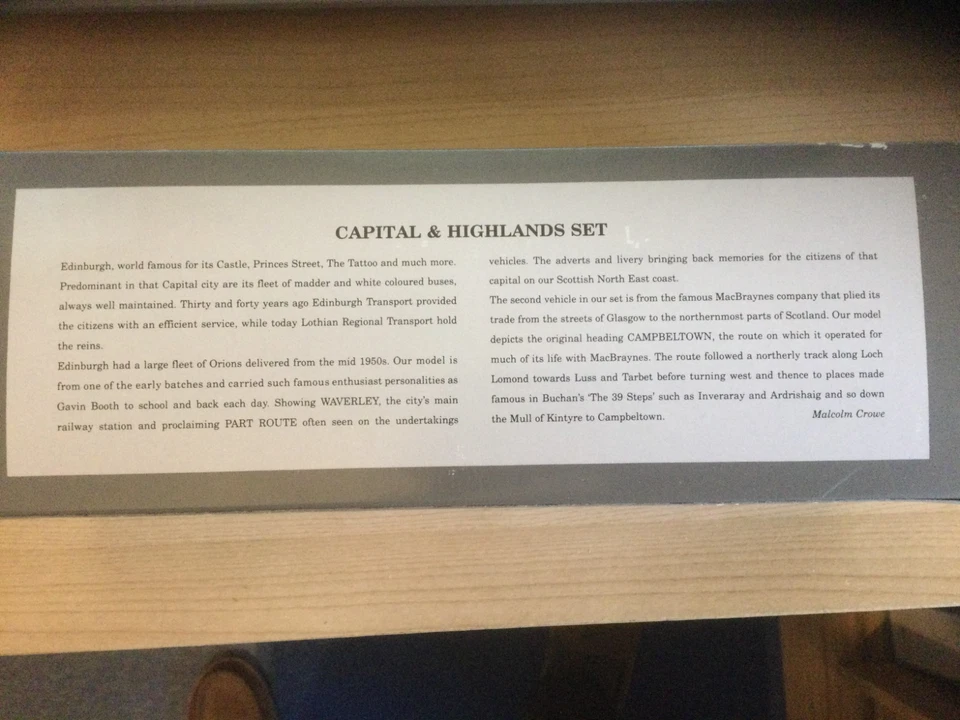 CAPITAL & HIGHLANDS SET
Edinburgh, world famous for its Castle, Princes Street, The Tattoo and much more.
Predominant in that Capital city are its fleet of madder and white coloured buses,
always well maintained. Thirty and forty years ago Edinburgh Transport provided
the citizens with an efficient service, while today Lothian Regional Transport hold
the reins.
Edinburgh had a large fleet of Orions delivered from the mid 1950s. Our model is
from one of the early batches and carried such famous enthusiast personalities as
Gavin Booth to school and back each day. Showing WAVERLEY, the city's main
railway station and proclaiming PART ROUTE often seen on the undertakings
vehicles. The adverts and livery bringing back memories for the citizens of that
capital on our Scottish North East coast.
The second vehicle in our set is from the famous MacBraynes company that plied its
trade from the streets of Glasgow to the northernmost parts of Scotland. Our model
depicts the original heading CAMPBELTOWN, the route on which it operated for
much of its life with MacBraynes. The route followed a northerly track along Loch
Lomond towards Luss and Tarbet before turning west and thence to places made
famous in Buchan's 'The 39 Steps' such as Inveraray and Ardrishaig and so down
the Mull of Kintyre to Campbeltown.
Malcolm Crowe